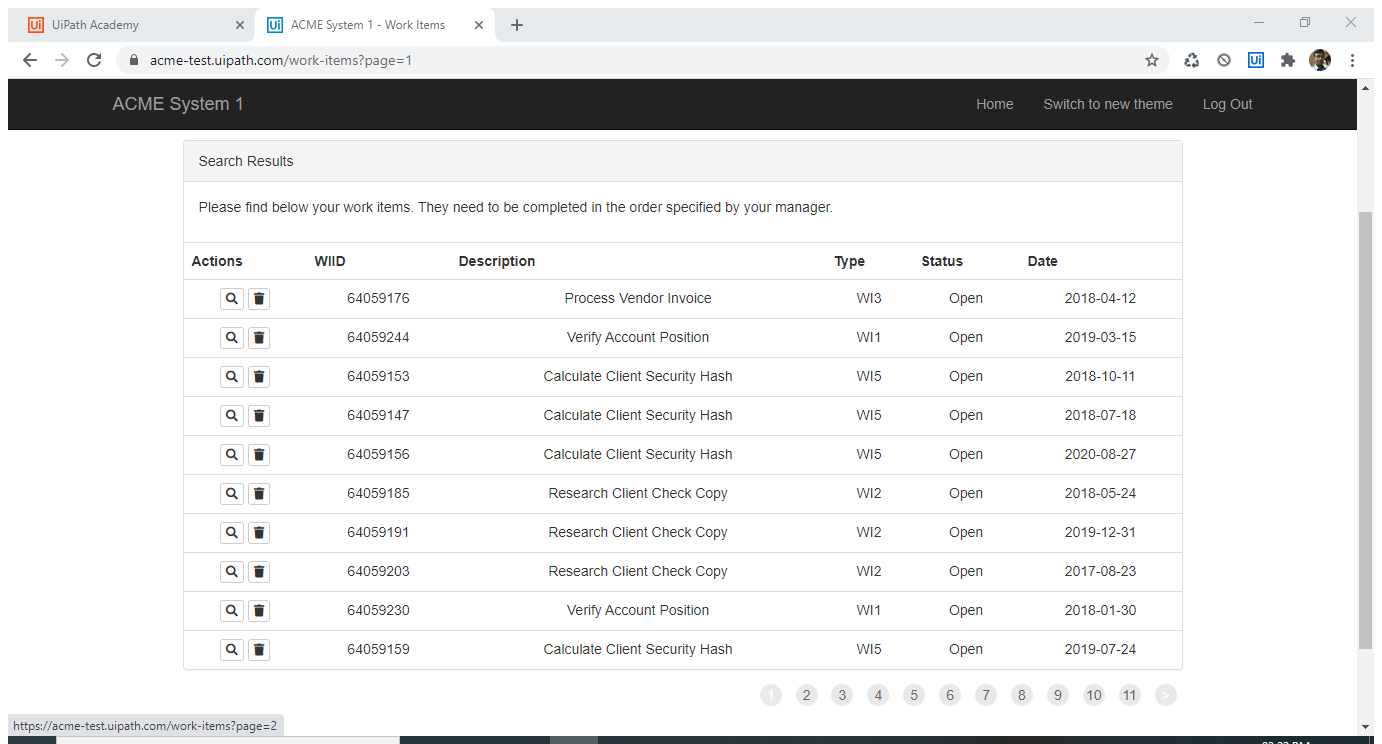 UiPath Academy
ACME System 1 - Work Items
acme-test.uipath.com/work-items?page=1
ACME System 1 Home Switch to new theme Log Out
Search Results
Please find below your work items. They need to be completed in the order specified by your manager.
Actions WIID Description Type Status Date
64059176 Process Vendor Invoice WI3 Open 2018-04-12
64059244 Verify Account Position WI1 Open 2019-03-15
64059153 Calculate Client Security Hash WI5 Open 2018-10-11
64059147 Calculate Client Security Hash WI5 Open 2018-07-18
64059156 Calculate Client Security Hash WI5 Open 2020-08-27
64059185 Research Client Check Copy WI2 Open 2018-05-24
64059191 Research Client Check Copy WI2 Open 2019-12-31
64059203 Research Client Check Copy WI2 Open 2017-08-23
64059230 Verify Account Position WI1 Open 2018-01-30
64059159 Calculate Client Security Hash WI5 Open 2019-07-24
1 2 3 4 5 6 7 8 9 10 11 >
https://acme-test.uipath.com/work-items?page=2